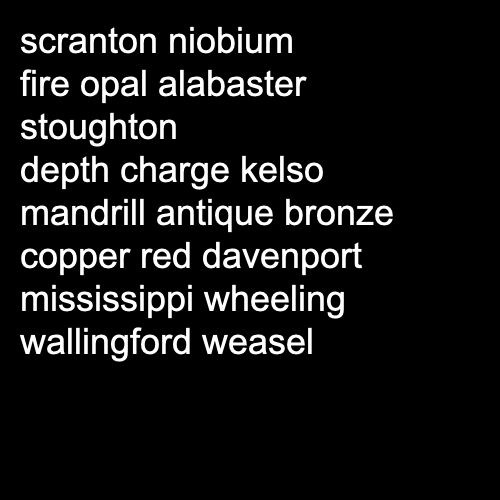 scranton niobium
fire opal alabaster
stoughton
depth charge kelso
mandrill antique bronze
copper red davenport
mississippi wheeling
wallingford weasel